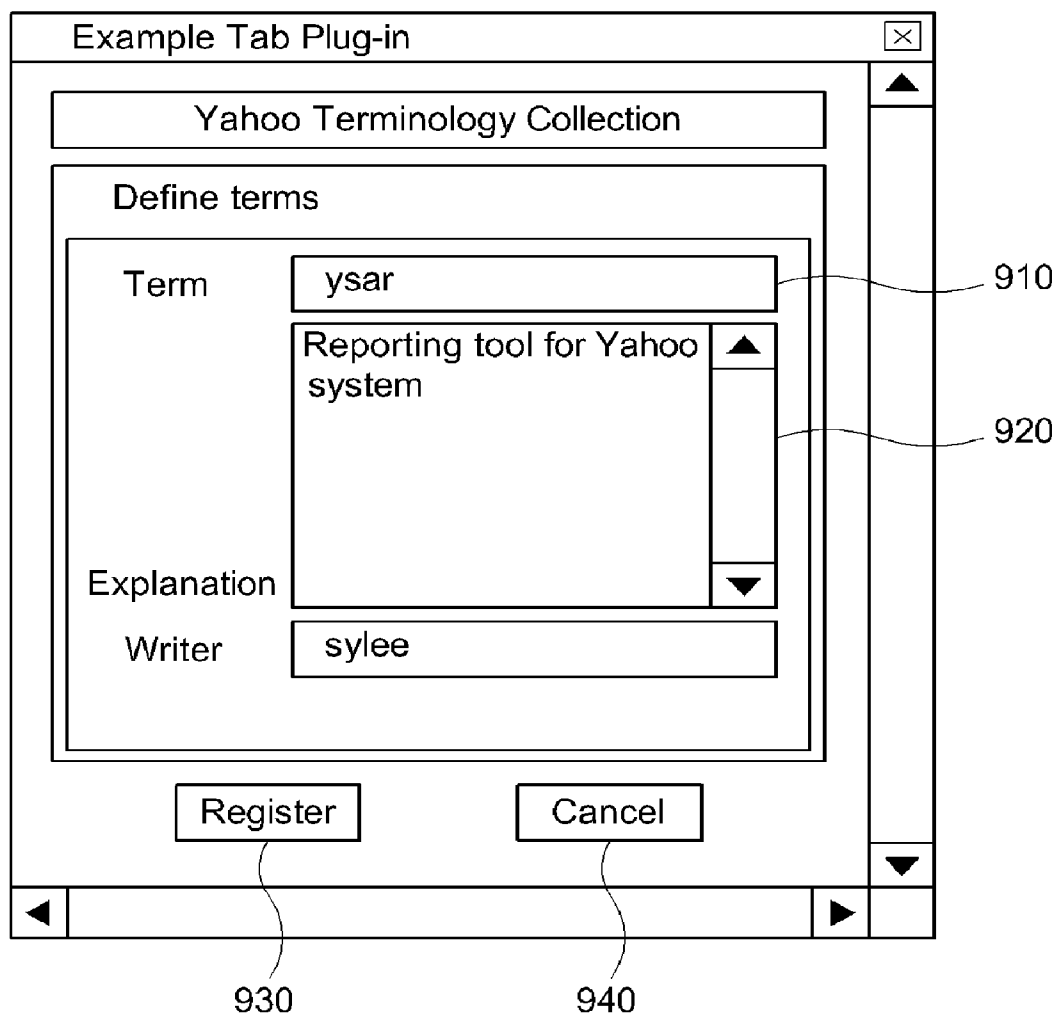 Example Tab Plug-in
Yahoo Terminology Collection
Define terms
Term
ysar
910
Reporting tool for Yahoo
system
920
Explanation
Writer
sylee
Register
Cancel
930
940